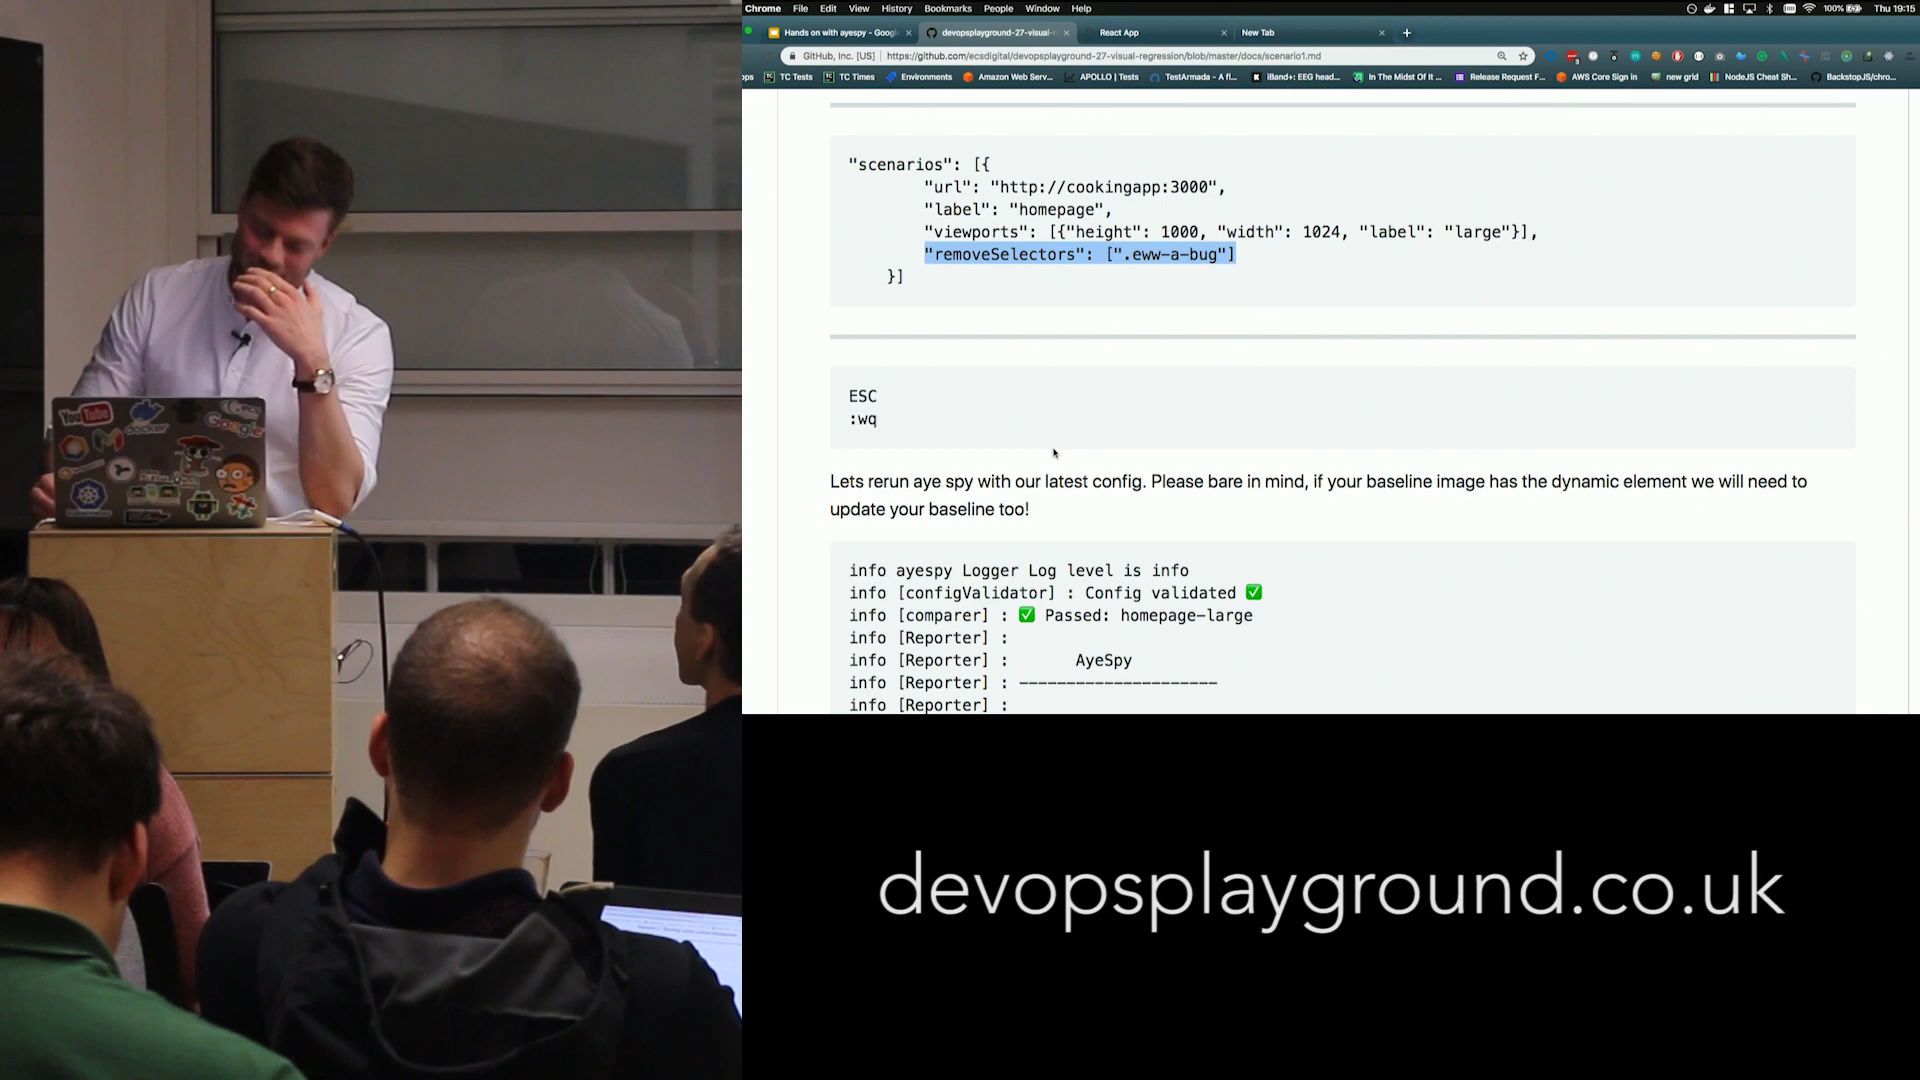 Chrome File Edit View History Bookmarks People Window Help 100% Thu 19:15
Hands on with ayespy - Googl devopsplayground-27-visual-r React App New Tab
GitHub, Inc. [US] https://github.com/ecsdigital/devopsplayground-27-visual-regression/blob/master/docs/scenario1.md
ops TC Tests TC Times Environments Amazon Web Serv... APOLLO | Tests TestArmada - A fl... iBand+: EEG head... In The Midst Of It ... Release Request F... AWS Core Sign in new grid NodeJS Cheat Sh... BackstopJS/chro...
"scenarios": [{
"url": "http://cookingapp:3000",
"label": "homepage",
"viewports": [{"height": 1000, "width": 1024, "label": "large"}],
"removeSelectors": [".eww-a-bug"]
}]
ESC
:wq
Lets rerun aye spy with our latest config. Please bare in mind, if your baseline image has the dynamic element we will need to
update your baseline too!
info ayespy Logger Log level is info
info [configValidator] : Config validated ✅
info [comparer] : ✅ Passed: homepage-large
info [Reporter] :
info [Reporter] : AyeSpy
info [Reporter] : ---------------------
info [Reporter] :
YouTube
docker
ecs
Google
devopsplayground.co.uk